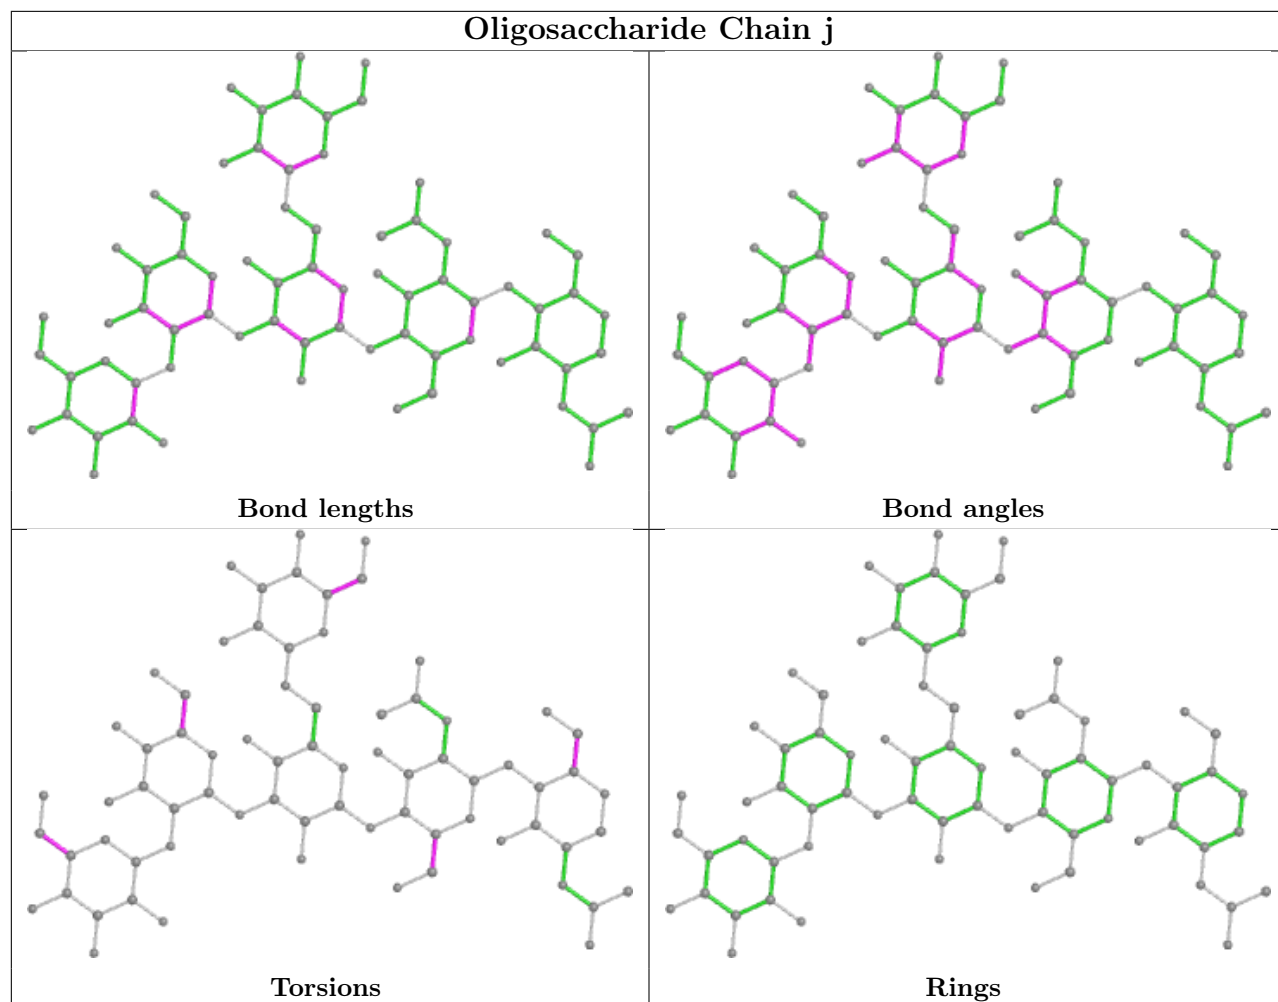 Oligosaccharide Chain j
Bond lengths
Bond angles
Torsions
Rings